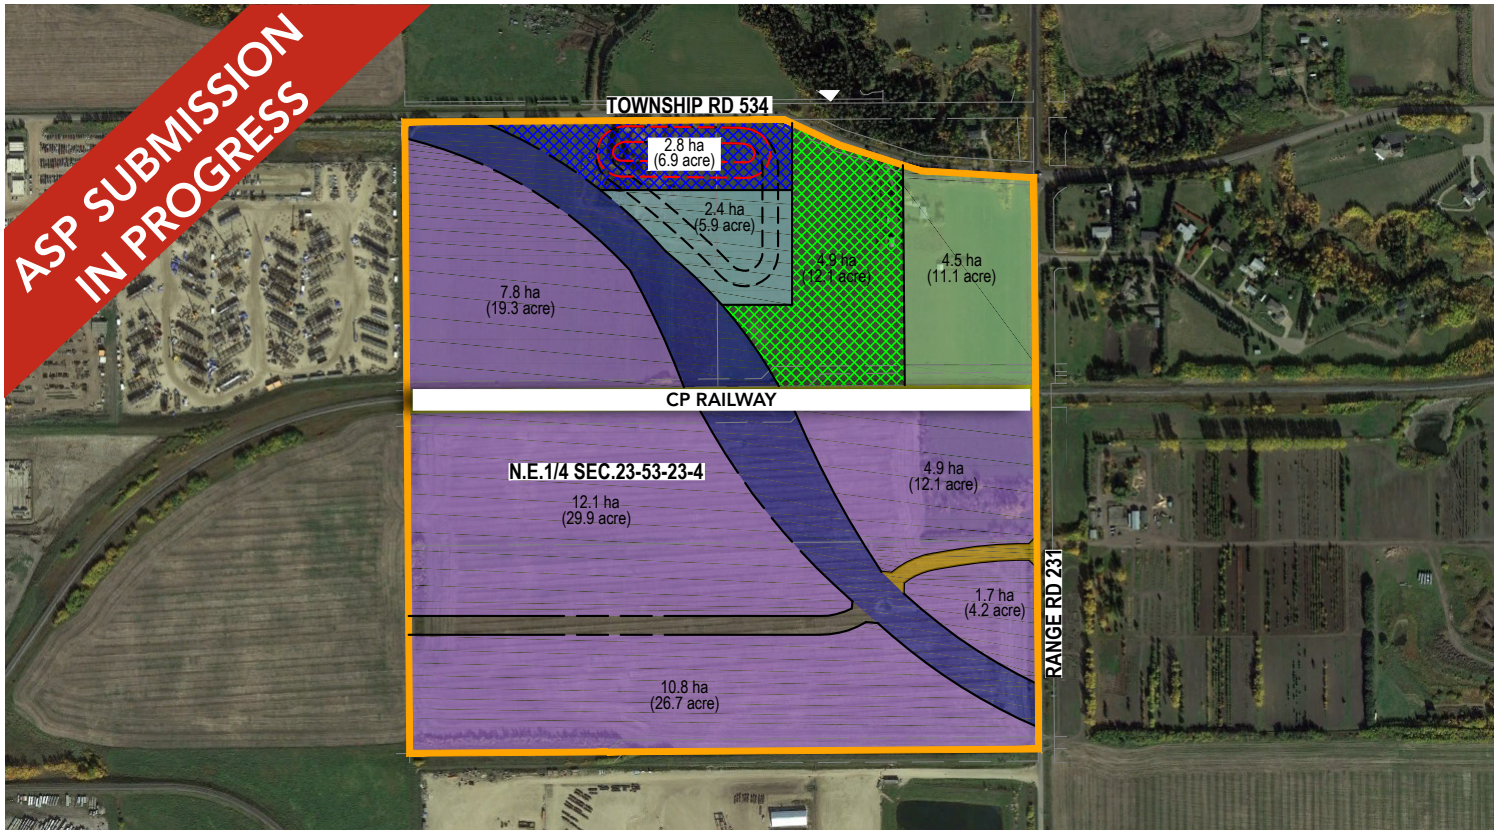 ASP SUBMISSION
IN PROGRESS
TOWNSHIP RD 534
2.8 ha
(6.9 acre)
2.4 ha
(5.9 acre)
4.9 ha
(12.1 acre)
4.5 ha
(11.1 acre)
7.8 ha
(19.3 acre)
CP RAILWAY
N.E.1/4 SEC.23-53-23-4
12.1 ha
(29.9 acre)
4.9 ha
(12.1 acre)
RANGE RD 231
1.7 ha
(4.2 acre)
10.8 ha
(26.7 acre)